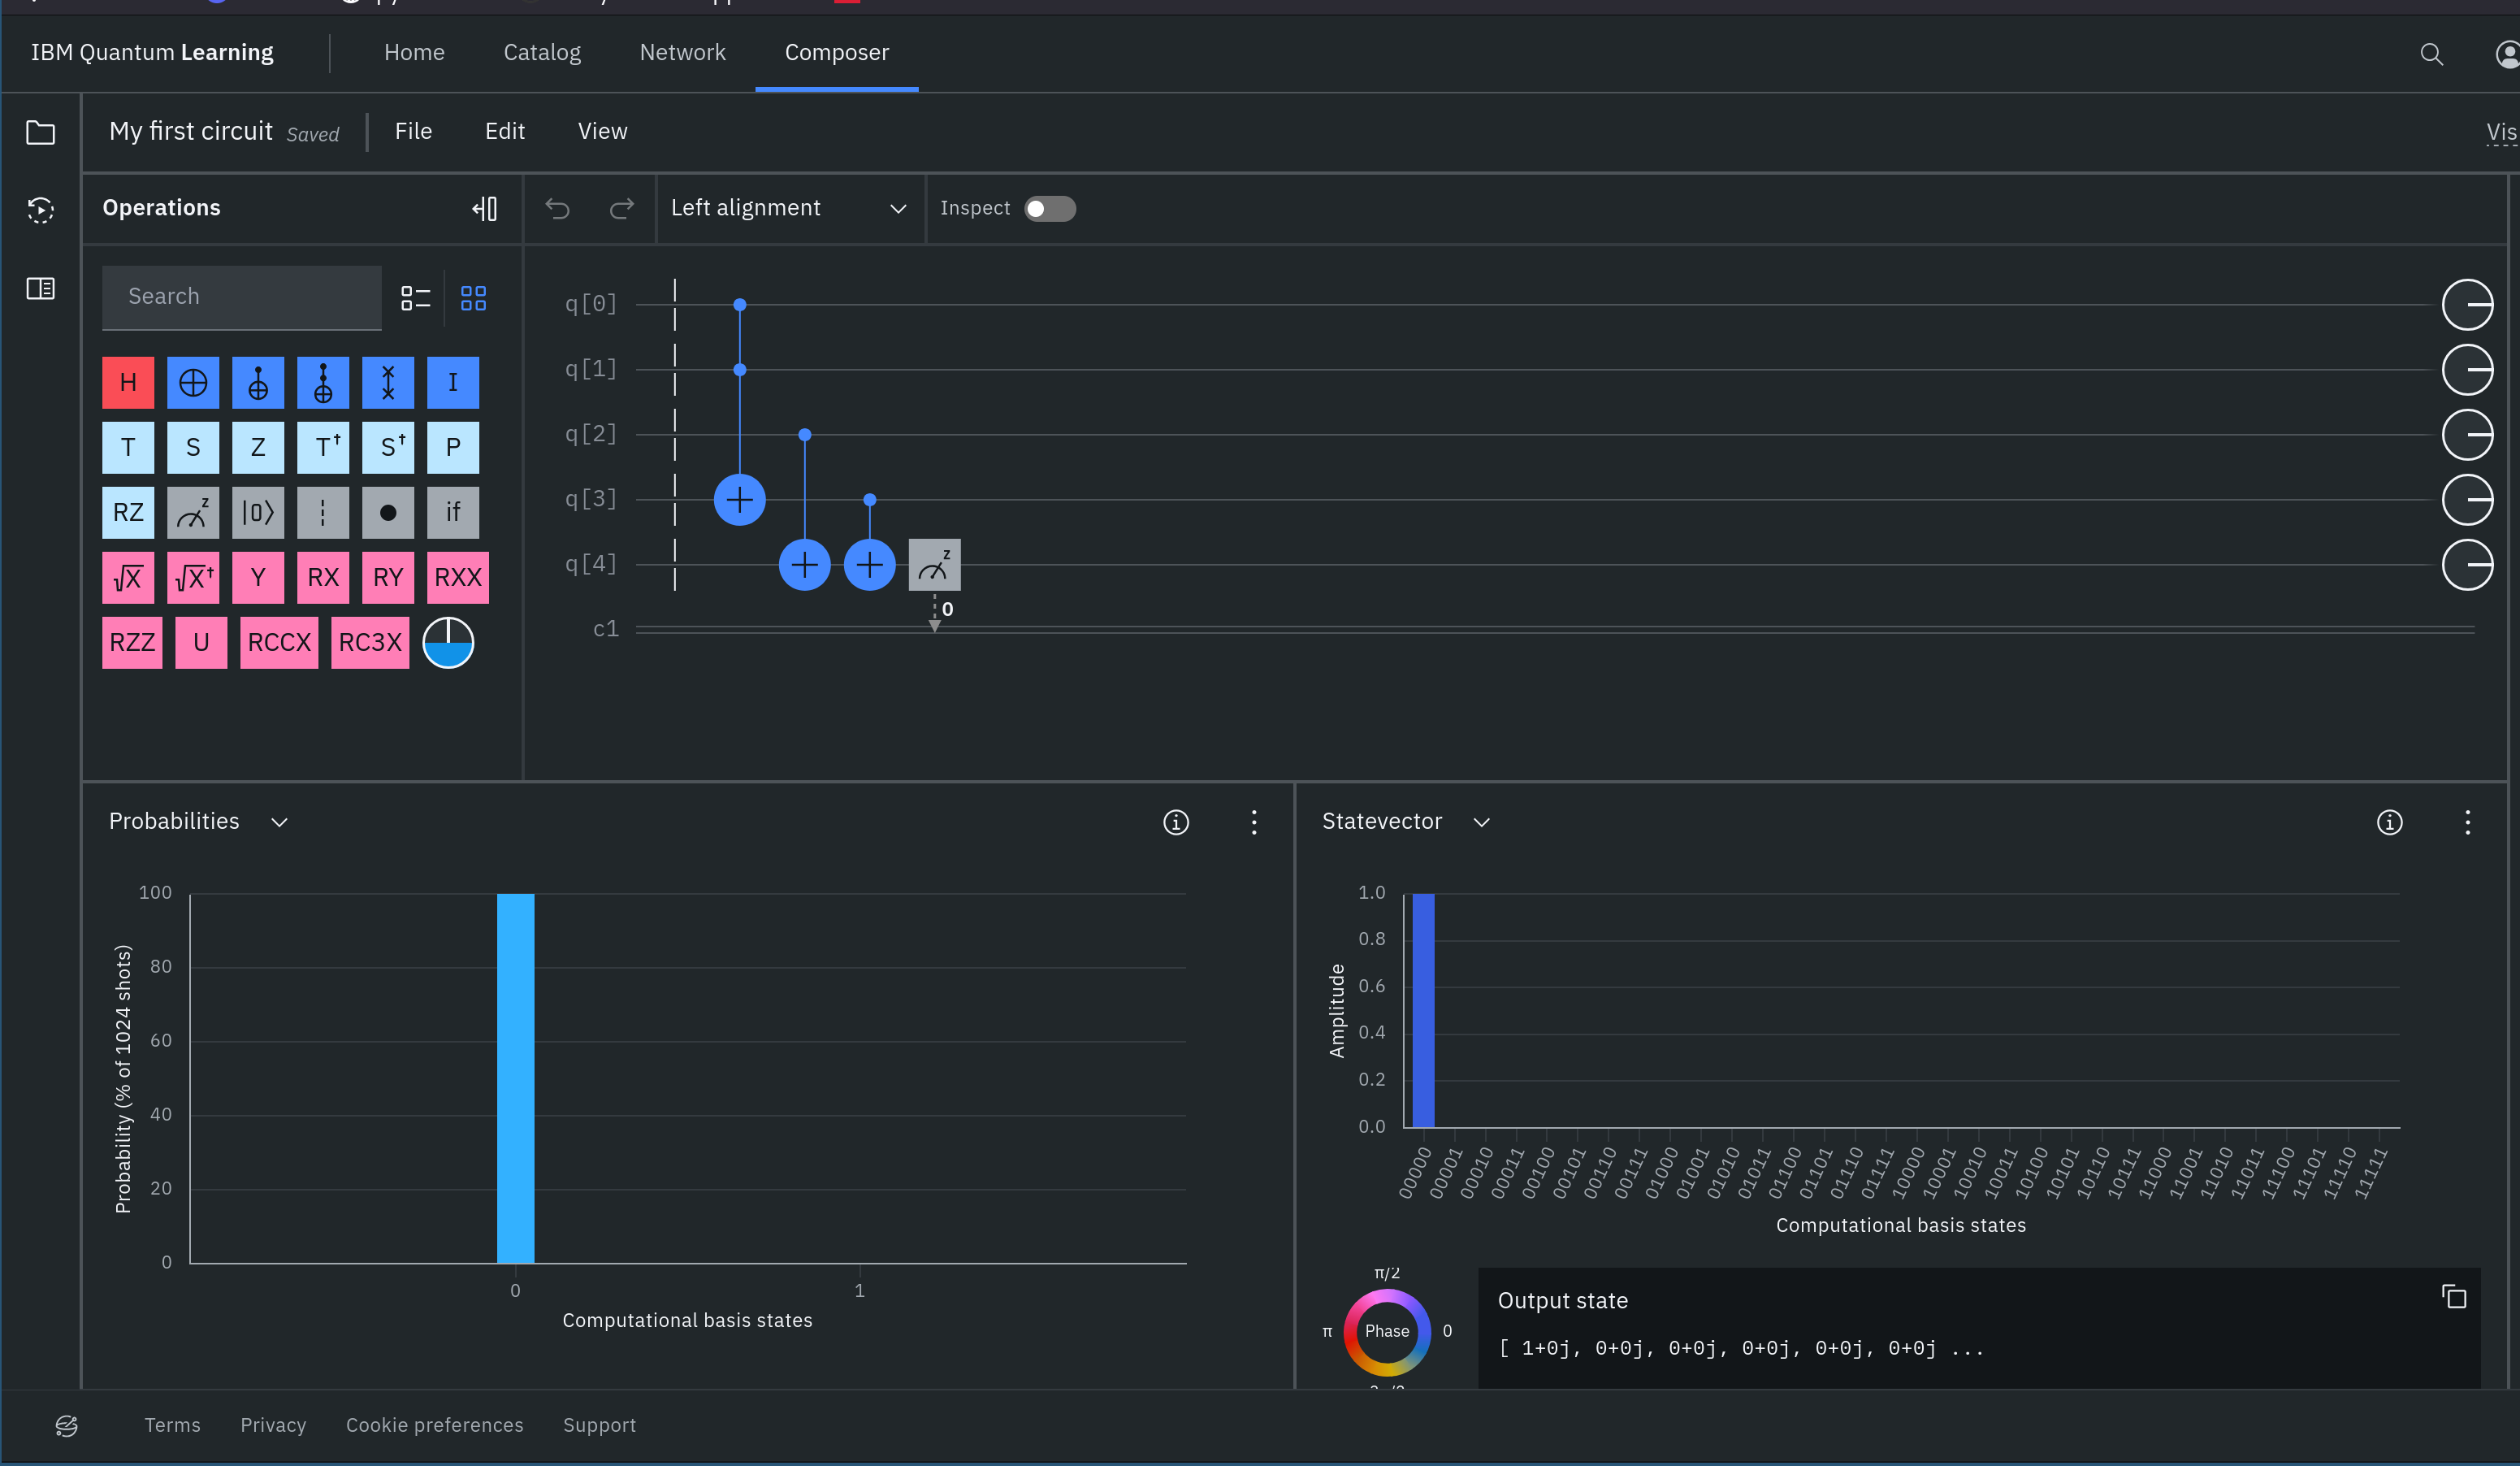 IBM Quantum Learning Home Catalog Network Composer
My first circuit Saved File Edit View Vis
Operations Left alignment Inspect
Search
H I
T S Z T† S† P
RZ z |0⟩ if
√X √X† Y RX RY RXX
RZZ U RCCX RC3X
q[0]
q[1]
q[2]
q[3]
q[4] z
0
c1
Probabilities
Probability (% of 1024 shots)
100
80
60
40
20
0
0 1
Computational basis states
Statevector
Amplitude
1.0
0.8
0.6
0.4
0.2
0.0
00000 00001 00010 00011 00100 00101 00110 00111 01000 01001 01010 01011 01100 01101 01110 01111 10000 10001 10010 10011 10100 10101 10110 10111 11000 11001 11010 11011 11100 11101 11110 11111
Computational basis states
π/2
π Phase 0
Output state
[ 1+0j, 0+0j, 0+0j, 0+0j, 0+0j, 0+0j ...
Terms Privacy Cookie preferences Support